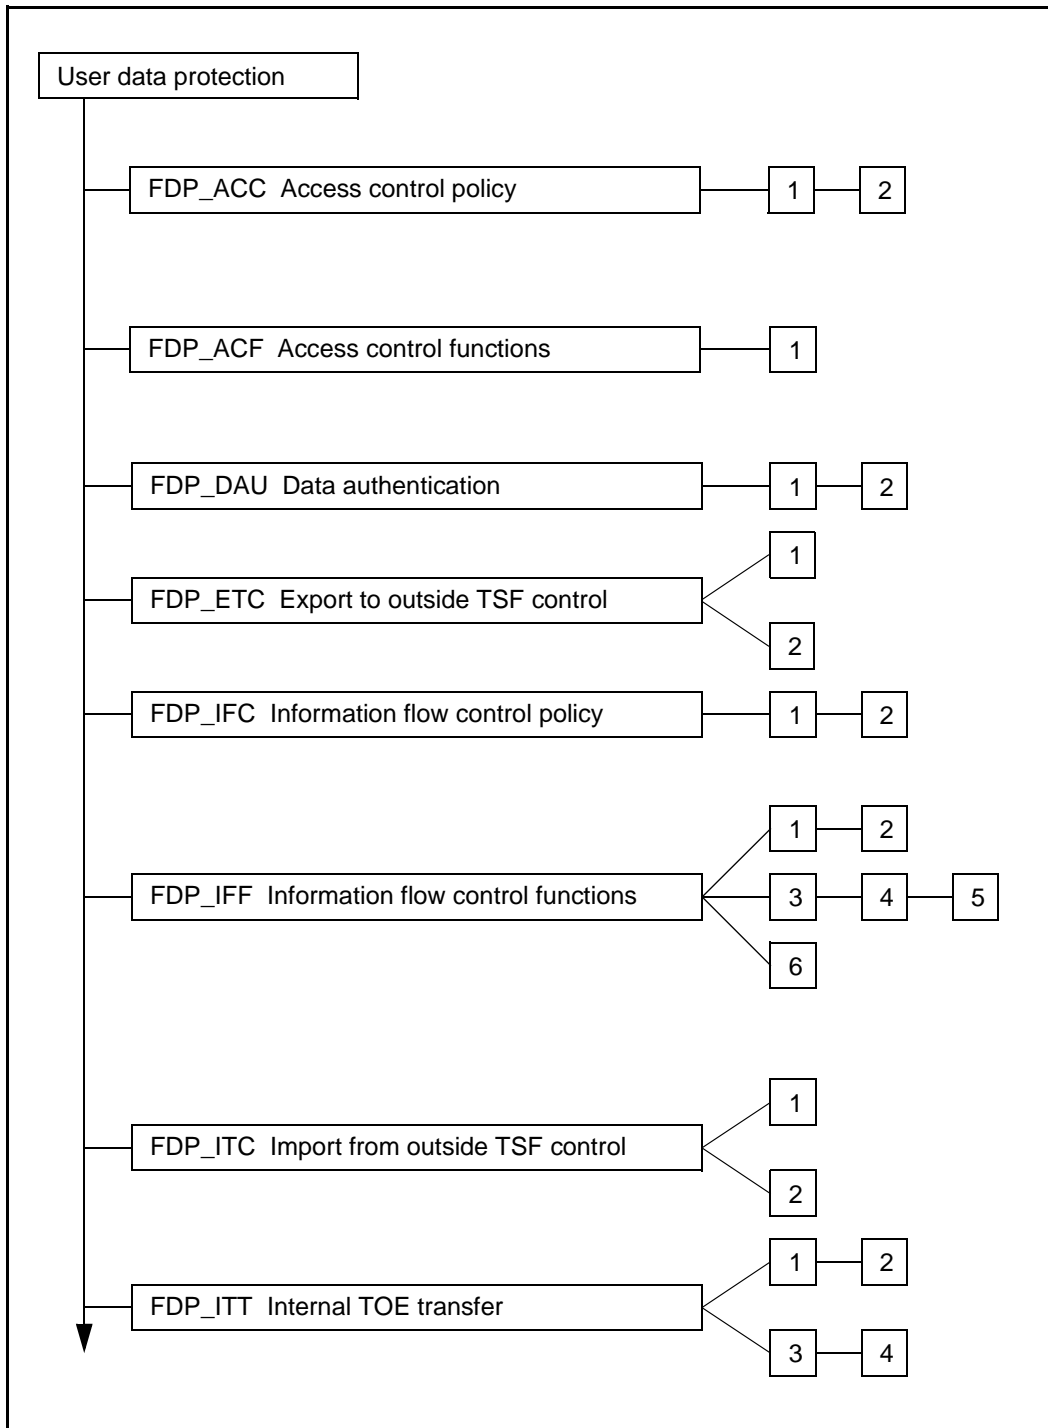 User data protection
FDP_ACC Access control policy 1 2
FDP_ACF Access control functions 1
FDP_DAU Data authentication 1 2
1
FDP_ETC Export to outside TSF control
2
FDP_IFC Information flow control policy 1 2
1 2
FDP_IFF Information flow control functions 3 4 5
6
1
FDP_ITC Import from outside TSF control
2
1 2
FDP_ITT Internal TOE transfer
3 4